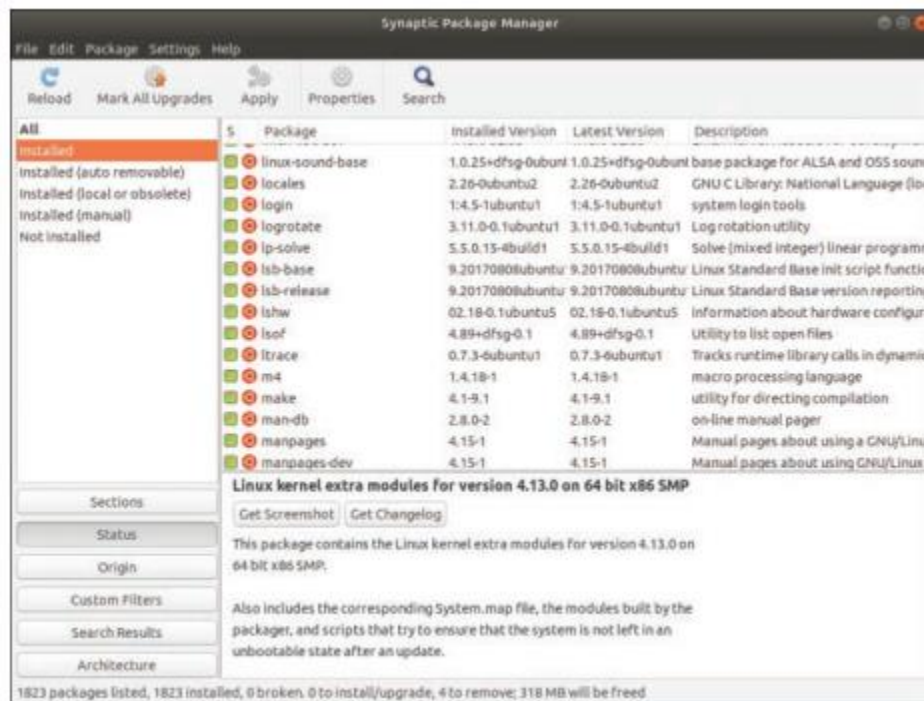 Synaptic Package Manager
File Edit Package Settings Help
Reload Mark All Upgrades Apply Properties Search
All
Installed
Installed (auto removable)
Installed (local or obsolete)
Installed (manual)
Not installed
S Package Installed Version Latest Version Description
linux-sound-base 1.0.25+dfsg-0ubunt 1.0.25+dfsg-0ubunt base package for ALSA and OSS soun
locales 2.26-0ubuntu2 2.26-0ubuntu2 GNU C Library: National Language (loc
login 1:4.5-1ubuntu1 1:4.5-1ubuntu1 system login tools
logrotate 3.11.0-0.1ubuntu1 3.11.0-0.1ubuntu1 Log rotation utility
lp-solve 5.5.0.15-4build1 5.5.0.15-4build1 Solve (mixed integer) linear programm
lsb-base 9.20170808ubuntu 9.20170808ubuntu Linux Standard Base init script functio
lsb-release 9.20170808ubuntu 9.20170808ubuntu Linux Standard Base version reporting
lshw 02.18-0.1ubuntu5 02.18-0.1ubuntu5 information about hardware configur
lsof 4.89+dfsg-0.1 4.89+dfsg-0.1 Utility to list open files
ltrace 0.7.3-6ubuntu1 0.7.3-6ubuntu1 Tracks runtime library calls in dynamic
m4 1.4.18-1 1.4.18-1 macro processing language
make 4.1-9.1 4.1-9.1 utility for directing compilation
man-db 2.8.0-2 2.8.0-2 on-line manual pager
manpages 4.15-1 4.15-1 Manual pages about using a GNU/Linu
manpages-dev 4.15-1 4.15-1 Manual pages about using GNU/Linux
Linux kernel extra modules for version 4.13.0 on 64 bit x86 SMP
Get Screenshot Get Changelog
This package contains the Linux kernel extra modules for version 4.13.0 on
64 bit x86 SMP.
Also includes the corresponding System.map file, the modules built by the
packager, and scripts that try to ensure that the system is not left in an
unbootable state after an update.
Sections
Status
Origin
Custom Filters
Search Results
Architecture
1823 packages listed, 1823 installed, 0 broken. 0 to install/upgrade, 4 to remove; 318 MB will be freed